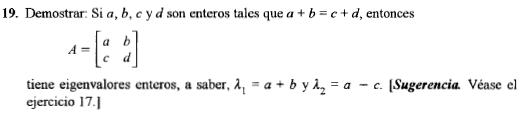 19. Demostrar: Si a, b, c y d son enteros tales que a + b = c + d, entonces
A = [a b
c d]
tiene eigenvalores enteros, a saber, λ₁ = a + b y λ₂ = a − c. [Sugerencia. Véase el
ejercicio 17.]